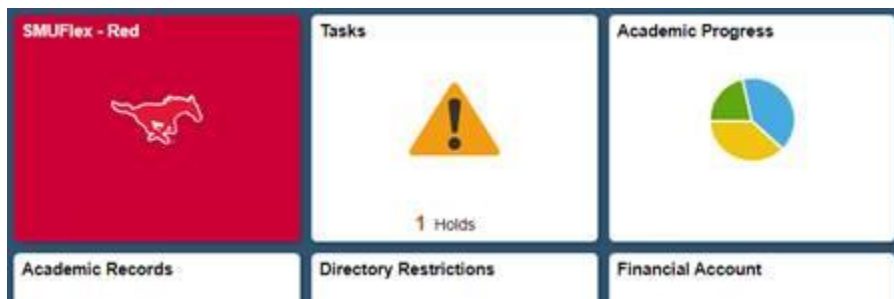 SMUFlex - Red
Tasks
Academic Progress
1 Holds
Academic Records
Directory Restrictions
Financial Account